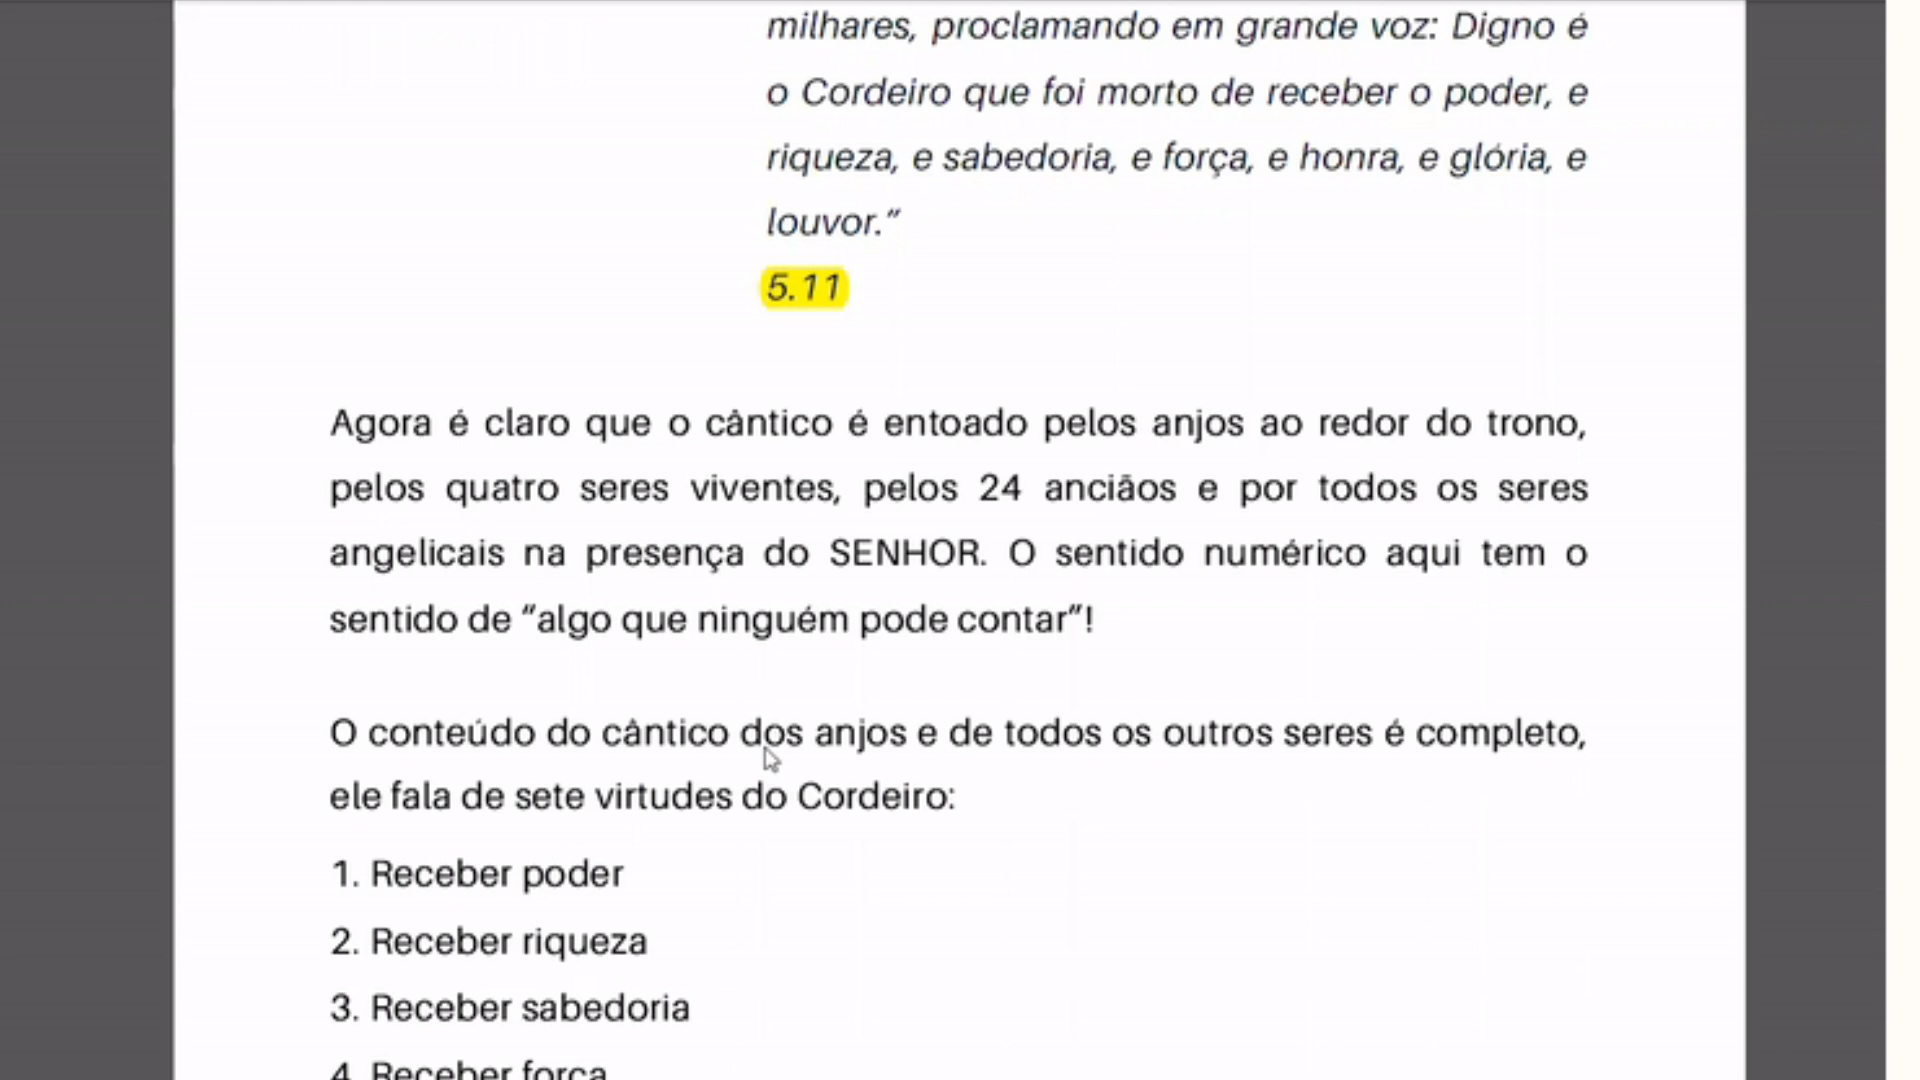 milhares, proclamando em grande voz: Digno é
o Cordeiro que foi morto de receber o poder, e
riqueza, e sabedoria, e força, e honra, e glória, e
louvor.”
5.11
Agora é claro que o cântico é entoado pelos anjos ao redor do trono,
pelos quatro seres viventes, pelos 24 anciãos e por todos os seres
angelicais na presença do SENHOR. O sentido numérico aqui tem o
sentido de “algo que ninguém pode contar”!
O conteúdo do cântico dos anjos e de todos os outros seres é completo,
ele fala de sete virtudes do Cordeiro:
1. Receber poder
2. Receber riqueza
3. Receber sabedoria
4. Receber força